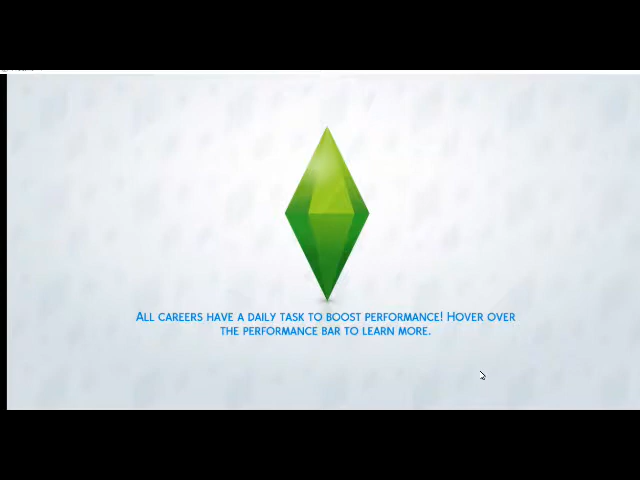 All careers have a daily task to boost performance! Hover over
the performance bar to learn more.